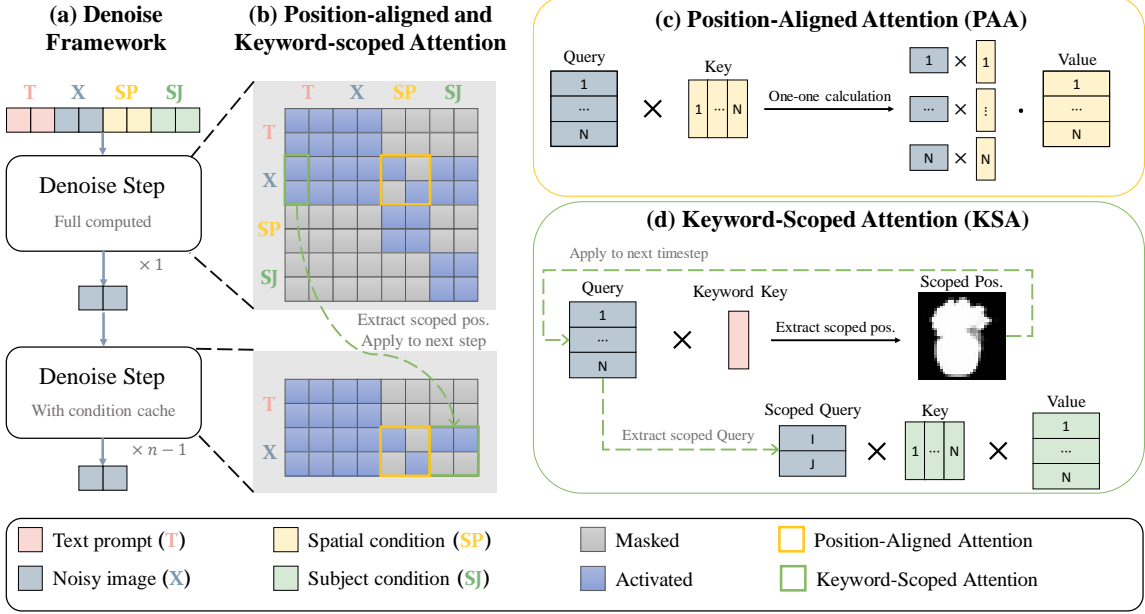 (a) Denoise
Framework
T X SP SJ
Denoise Step
Full computed
× 1
Denoise Step
With condition cache
× n − 1
(b) Position-aligned and
Keyword-scoped Attention
T X SP SJ
T
X
SP
SJ
Extract scoped pos.
Apply to next step
T
X
(c) Position-Aligned Attention (PAA)
Query
1
...
N
×
Key
1 ... N
One-one calculation
1 × 1
... × ...
N × N
·
Value
1
...
N
(d) Keyword-Scoped Attention (KSA)
Apply to next timestep
Query
1
...
N
×
Keyword Key
Extract scoped pos.
Scoped Pos.
Extract scoped Query
Scoped Query
I
J
×
Key
1 ... N
×
Value
1
...
N
Text prompt (T)
Spatial condition (SP)
Masked
Position-Aligned Attention
Noisy image (X)
Subject condition (SJ)
Activated
Keyword-Scoped Attention